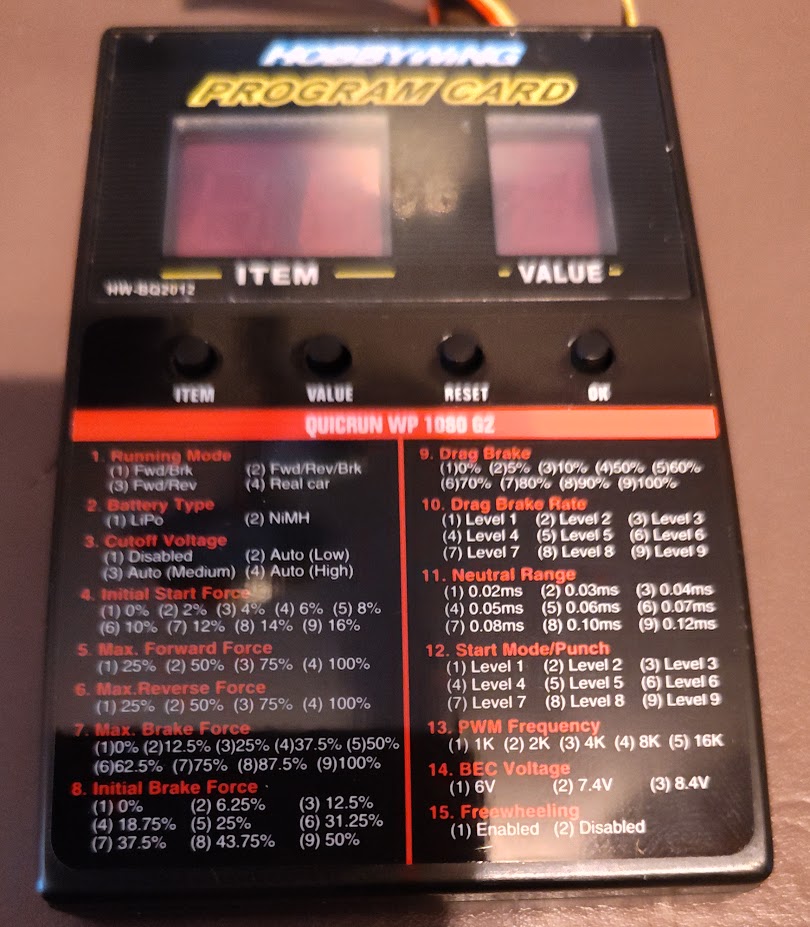 HOBBYWING
PROGRAM CARD
ITEM
VALUE
HW-BG2012
ITEM
VALUE
RESET
OK
QUICRUN WP 1080 G2
1. Running Mode
(1) Fwd/Brk (2) Fwd/Rev/Brk
(3) Fwd/Rev (4) Real car
2. Battery Type
(1) LiPo (2) NiMH
3. Cutoff Voltage
(1) Disabled (2) Auto (Low)
(3) Auto (Medium) (4) Auto (High)
4. Initial Start Force
(1) 0% (2) 2% (3) 4% (4) 6% (5) 8%
(6) 10% (7) 12% (8) 14% (9) 16%
5. Max. Forward Force
(1) 25% (2) 50% (3) 75% (4) 100%
6. Max.Reverse Force
(1) 25% (2) 50% (3) 75% (4) 100%
7. Max. Brake Force
(1)0% (2)12.5% (3)25% (4)37.5% (5)50%
(6)62.5% (7)75% (8)87.5% (9)100%
8. Initial Brake Force
(1) 0% (2) 6.25% (3) 12.5%
(4) 18.75% (5) 25% (6) 31.25%
(7) 37.5% (8) 43.75% (9) 50%
9. Drag Brake
(1)0% (2)5% (3)10% (4)50% (5)60%
(6)70% (7)80% (8)90% (9)100%
10. Drag Brake Rate
(1) Level 1 (2) Level 2 (3) Level 3
(4) Level 4 (5) Level 5 (6) Level 6
(7) Level 7 (8) Level 8 (9) Level 9
11. Neutral Range
(1) 0.02ms (2) 0.03ms (3) 0.04ms
(4) 0.05ms (5) 0.06ms (6) 0.07ms
(7) 0.08ms (8) 0.10ms (9) 0.12ms
12. Start Mode/Punch
(1) Level 1 (2) Level 2 (3) Level 3
(4) Level 4 (5) Level 5 (6) Level 6
(7) Level 7 (8) Level 8 (9) Level 9
13. PWM Frequency
(1) 1K (2) 2K (3) 4K (4) 8K (5) 16K
14. BEC Voltage
(1) 6V (2) 7.4V (3) 8.4V
15. Freewheeling
(1) Enabled (2) Disabled